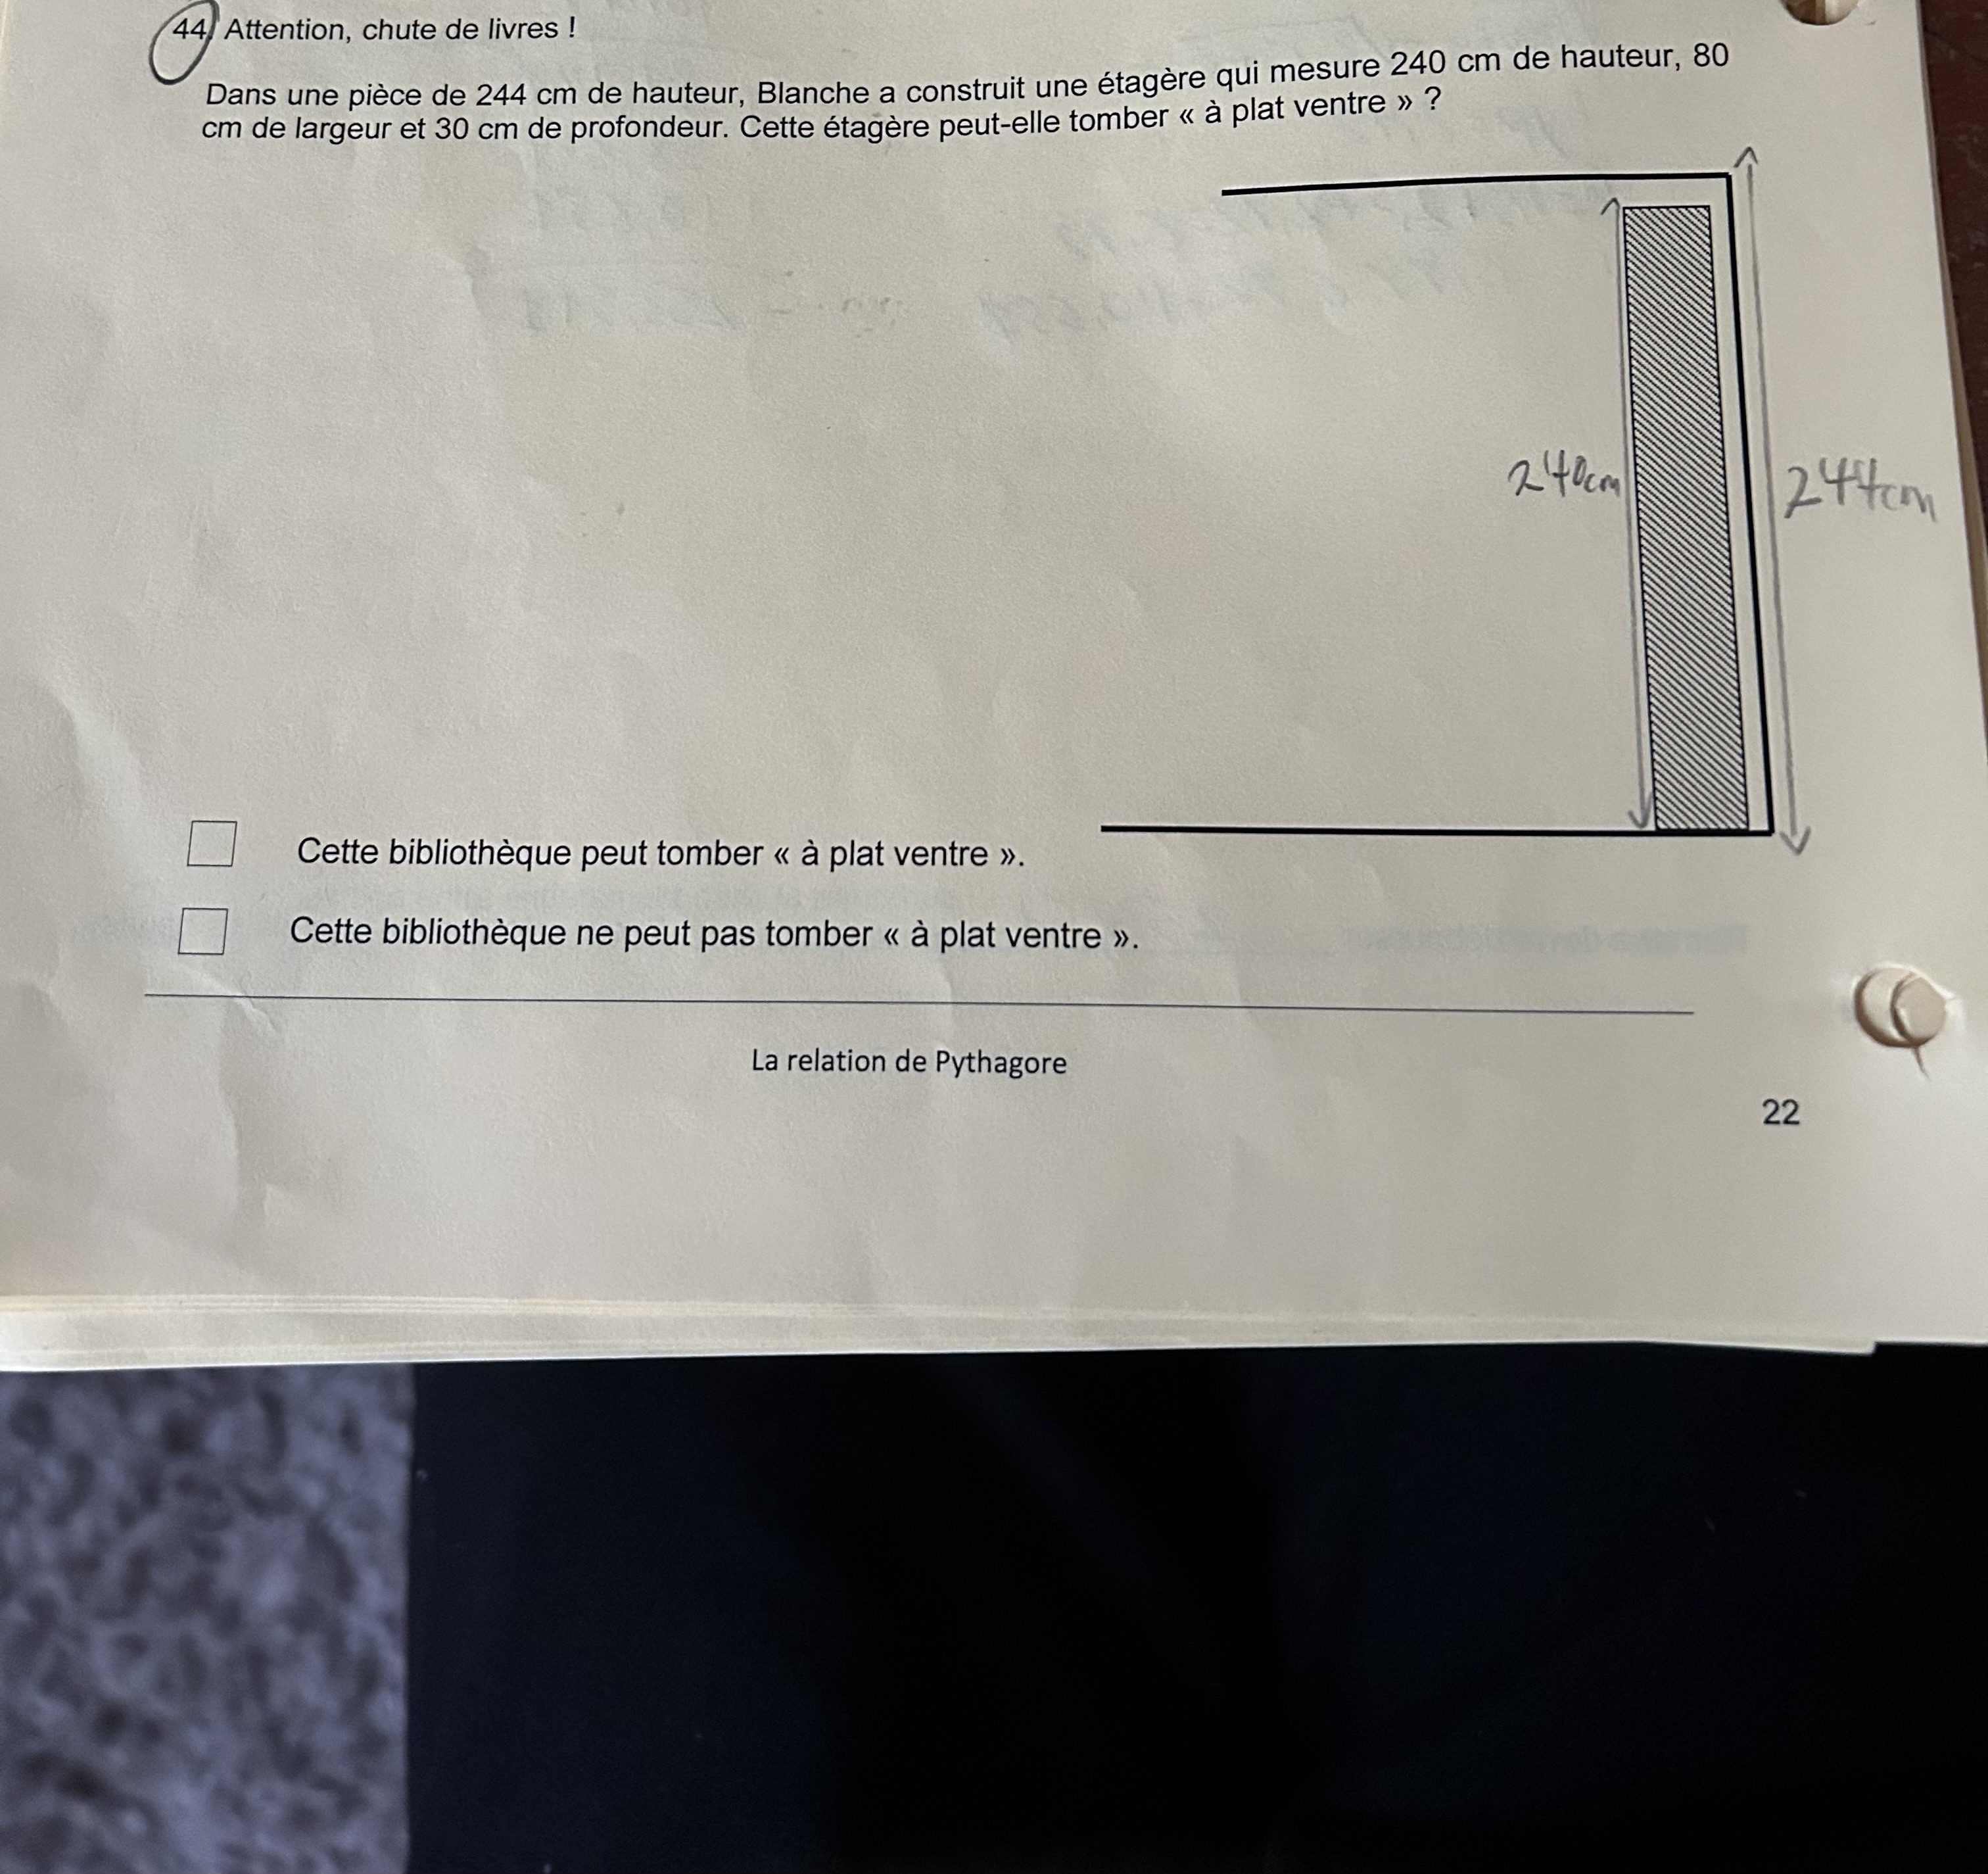 44. Attention, chute de livres !
Dans une pièce de 244 cm de hauteur, Blanche a construit une étagère qui mesure 240 cm de hauteur, 80
cm de largeur et 30 cm de profondeur. Cette étagère peut-elle tomber « à plat ventre » ?
240cm
244cm
Cette bibliothèque peut tomber « à plat ventre ».
Cette bibliothèque ne peut pas tomber « à plat ventre ».
La relation de Pythagore
22